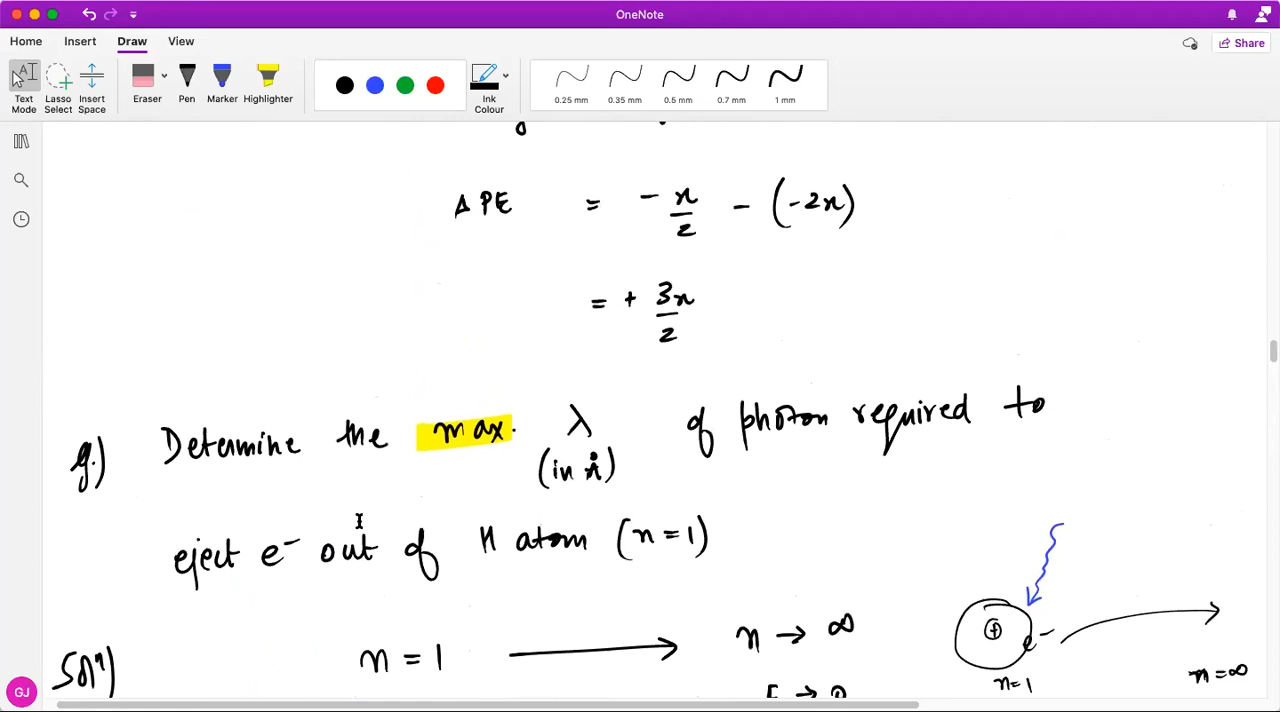 OneNote
Home Insert Draw View
Share
Text Mode
Lasso Select
Insert Space
Eraser
Pen
Marker
Highlighter
Ink Colour
0.25 mm
0.35 mm
0.5 mm
0.7 mm
1 mm
Δ PE = - x/2 - (-2x)
= + 3x/2
g.) Determine the max. λ of photon required to
(in Å)
eject e⁻ out of H atom (n=1)
Solⁿ) n = 1 ⟶ n → ∞
+ e⁻
n=1
n=∞
GJ